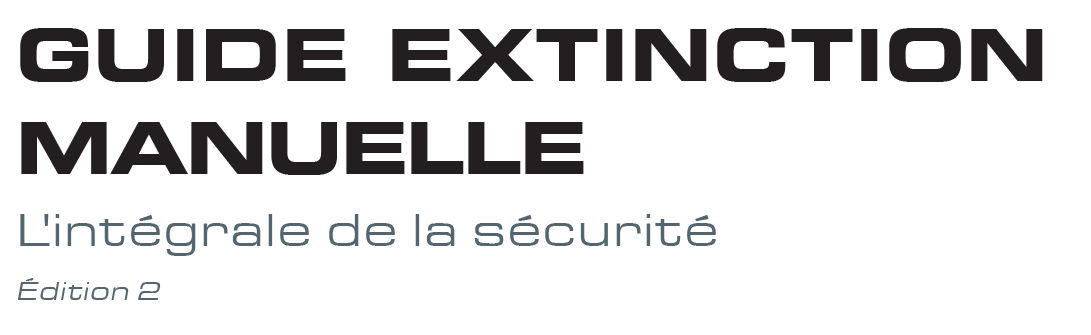 GUIDE EXTINCTION
MANUELLE
L'intégrale de la sécurité
Édition 2